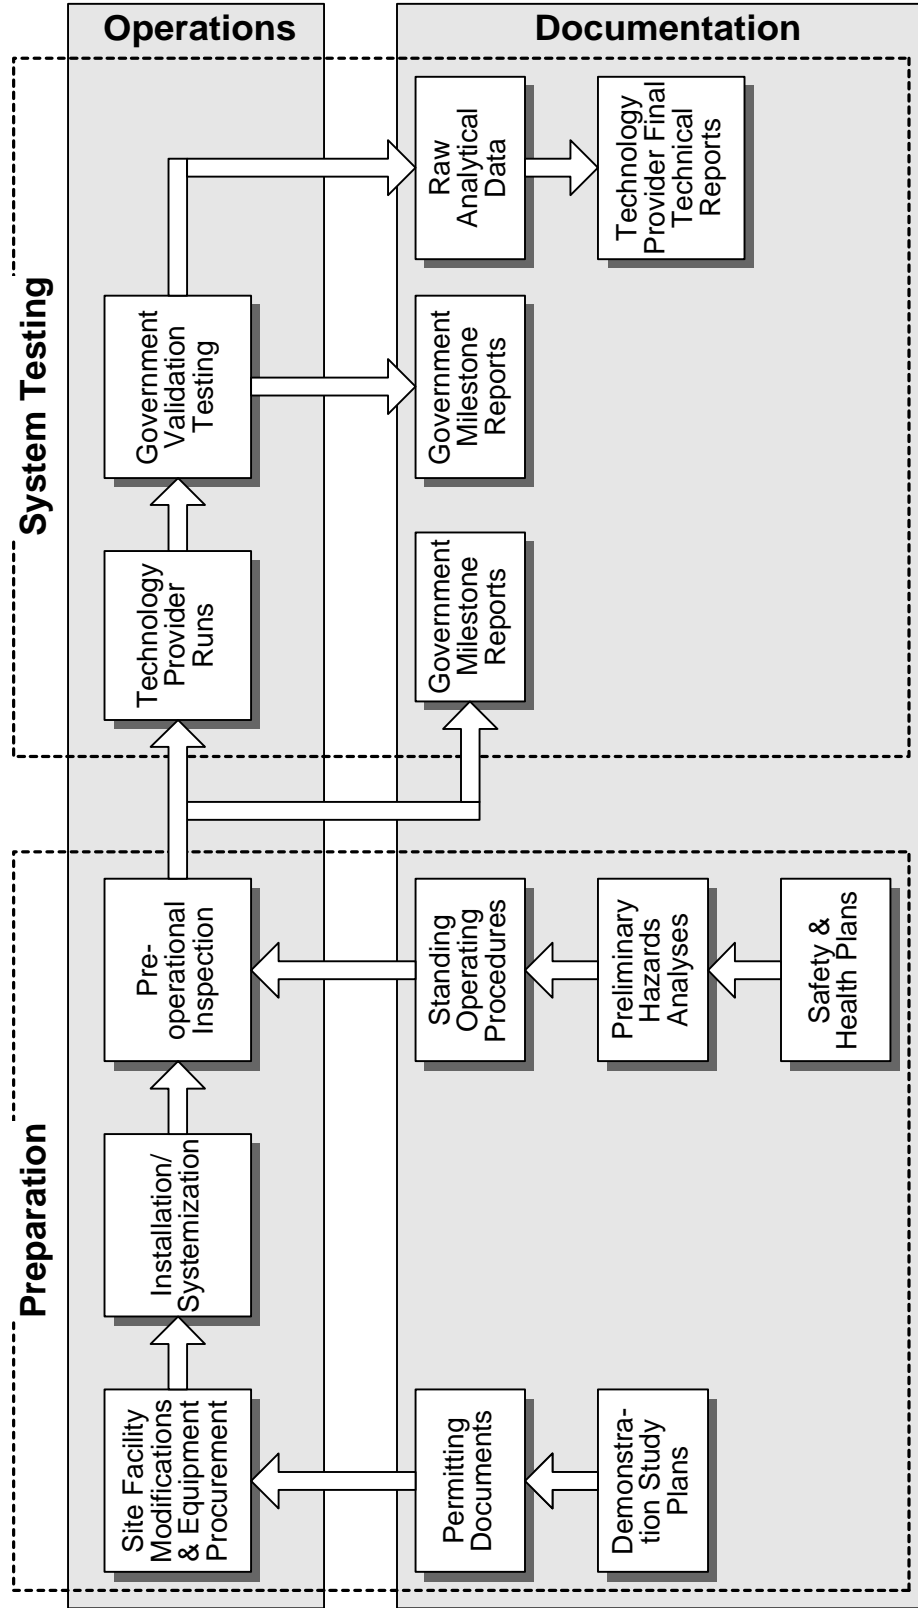 Operations
Documentation
System Testing
Preparation
Site Facility
Modifications
& Equipment
Procurement
Installation/
Systemization
Pre-
operational
Inspection
Technology
Provider
Runs
Government
Validation
Testing
Permitting
Documents
Demonstra-
tion Study
Plans
Standing
Operating
Procedures
Preliminary
Hazards
Analyses
Safety &
Health Plans
Government
Milestone
Reports
Government
Milestone
Reports
Raw
Analytical
Data
Technology
Provider Final
Technical
Reports